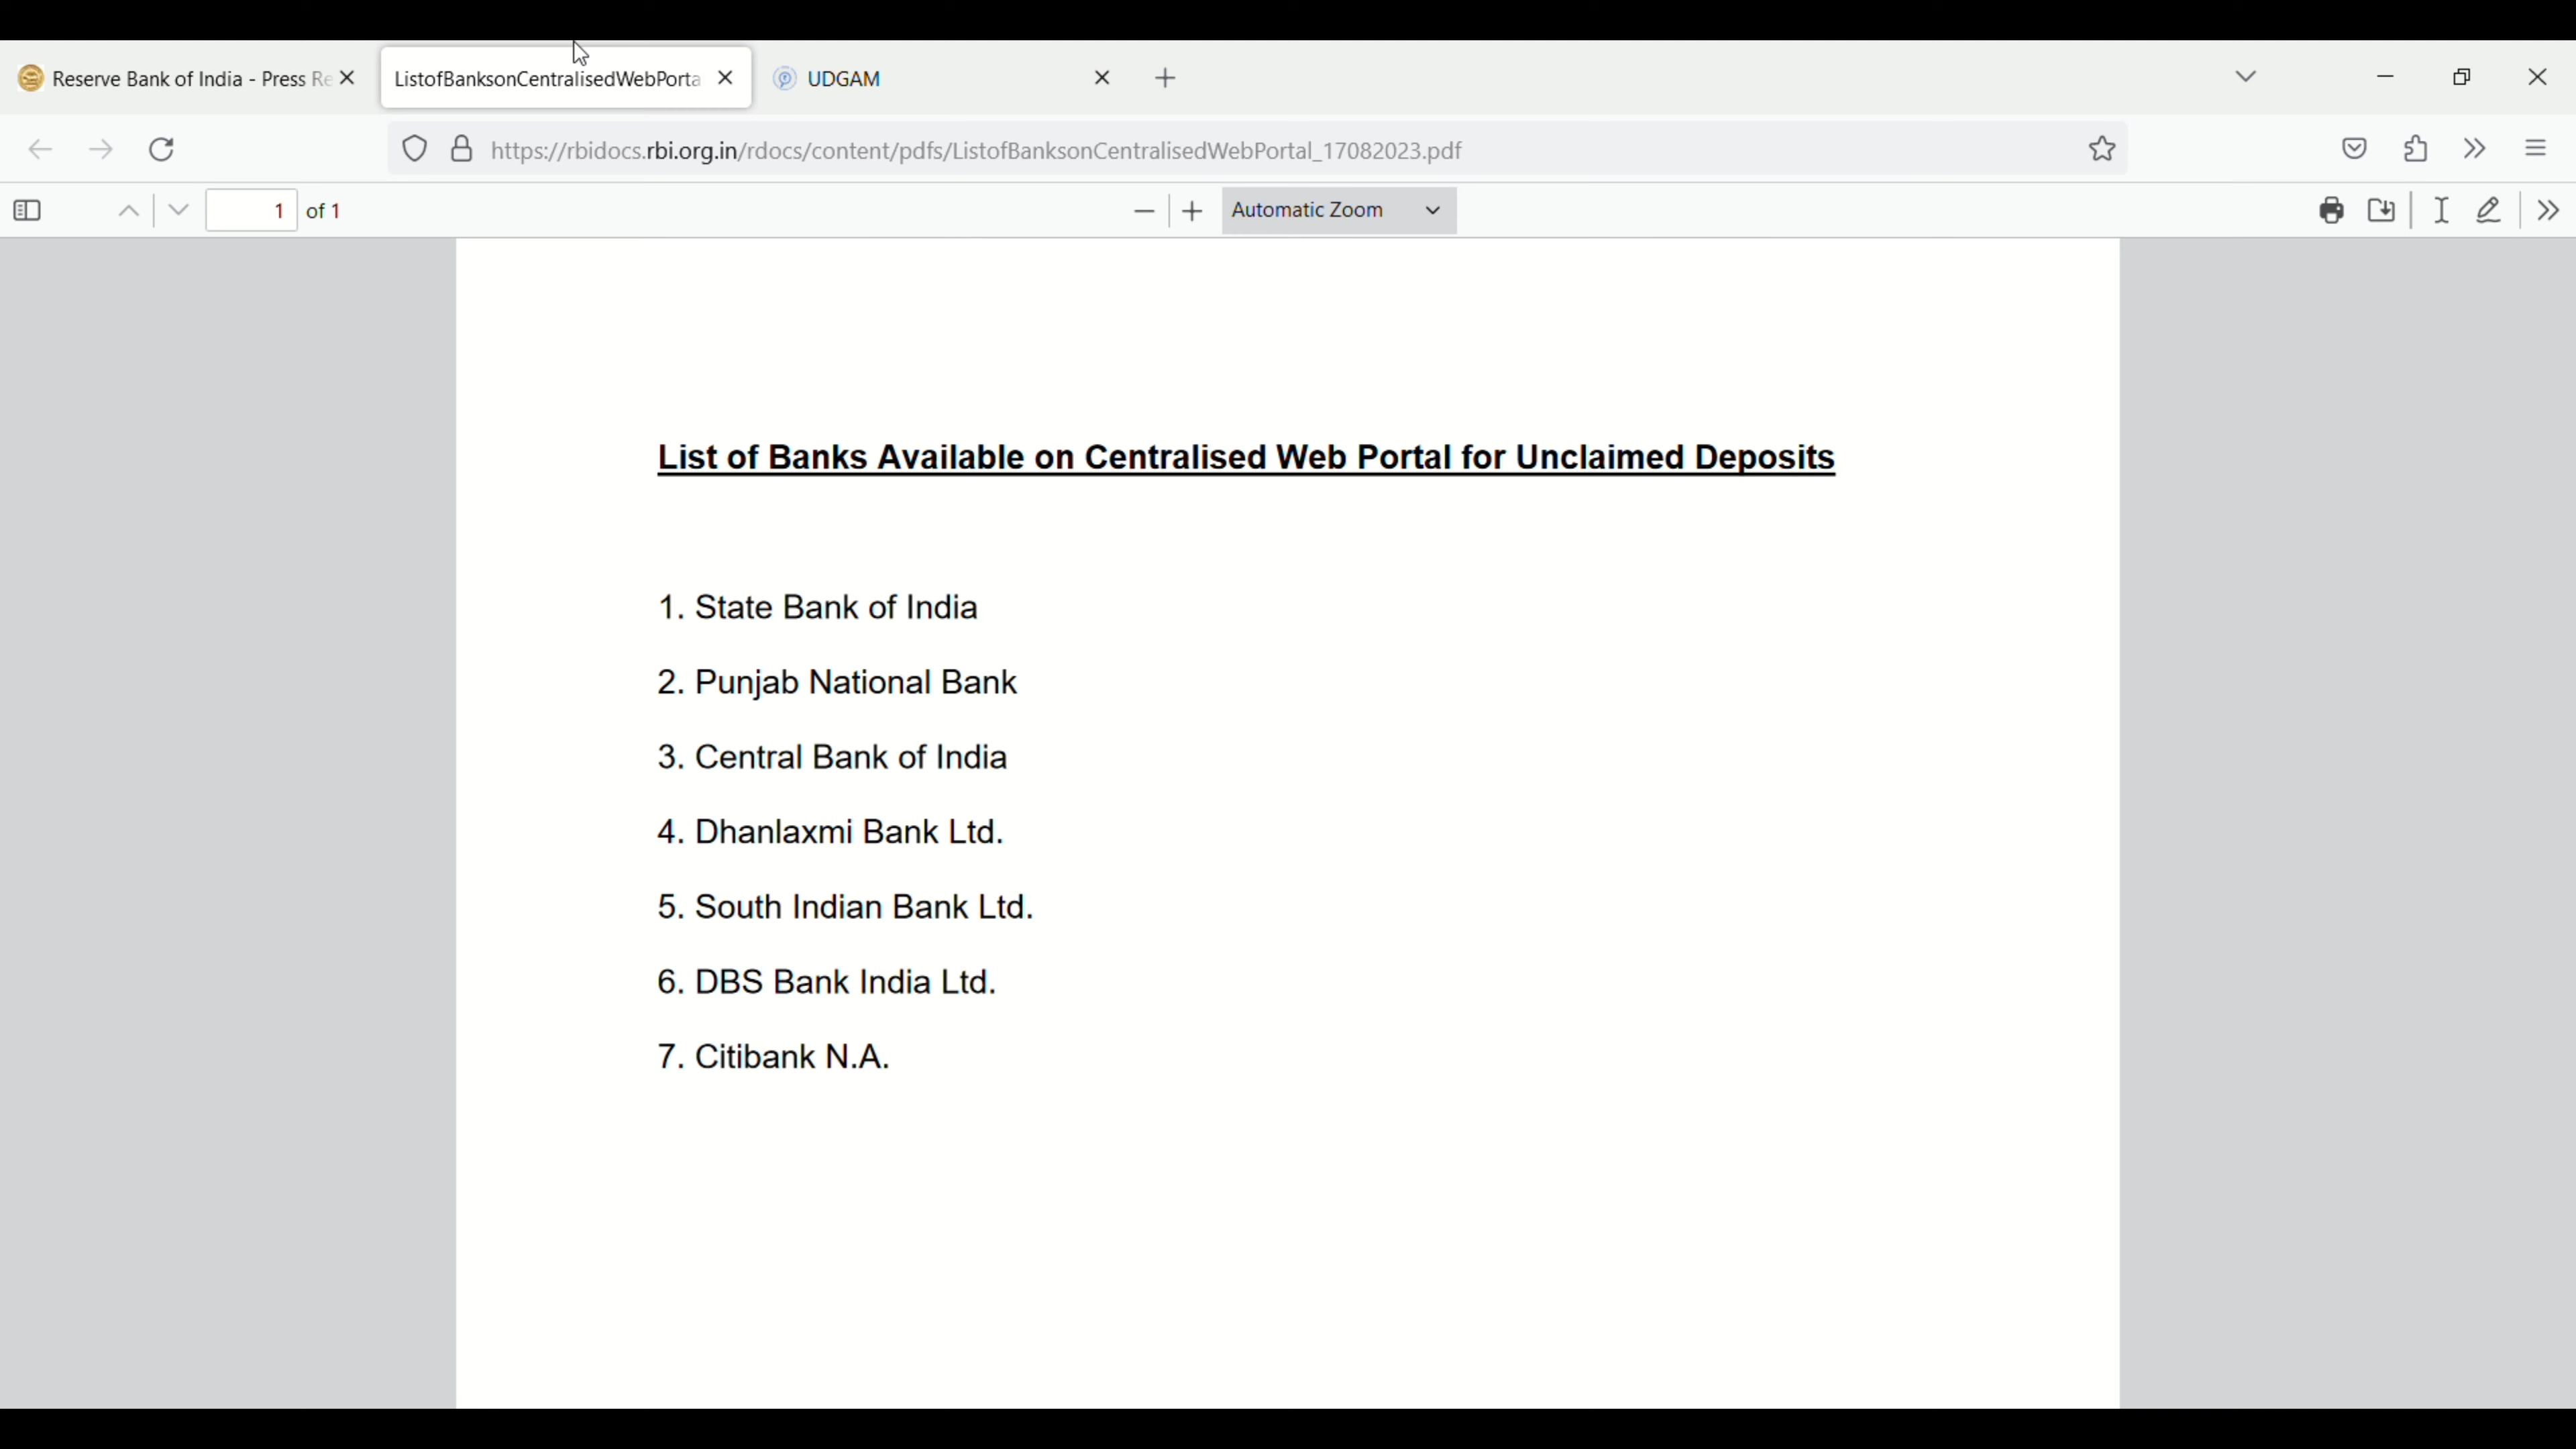 Reserve Bank of India - Press Re
ListofBanksonCentralisedWebPorta
UDGAM
https://rbidocs.rbi.org.in/rdocs/content/pdfs/ListofBanksonCentralisedWebPortal_17082023.pdf
1 of 1
Automatic Zoom
List of Banks Available on Centralised Web Portal for Unclaimed Deposits
1. State Bank of India
2. Punjab National Bank
3. Central Bank of India
4. Dhanlaxmi Bank Ltd.
5. South Indian Bank Ltd.
6. DBS Bank India Ltd.
7. Citibank N.A.